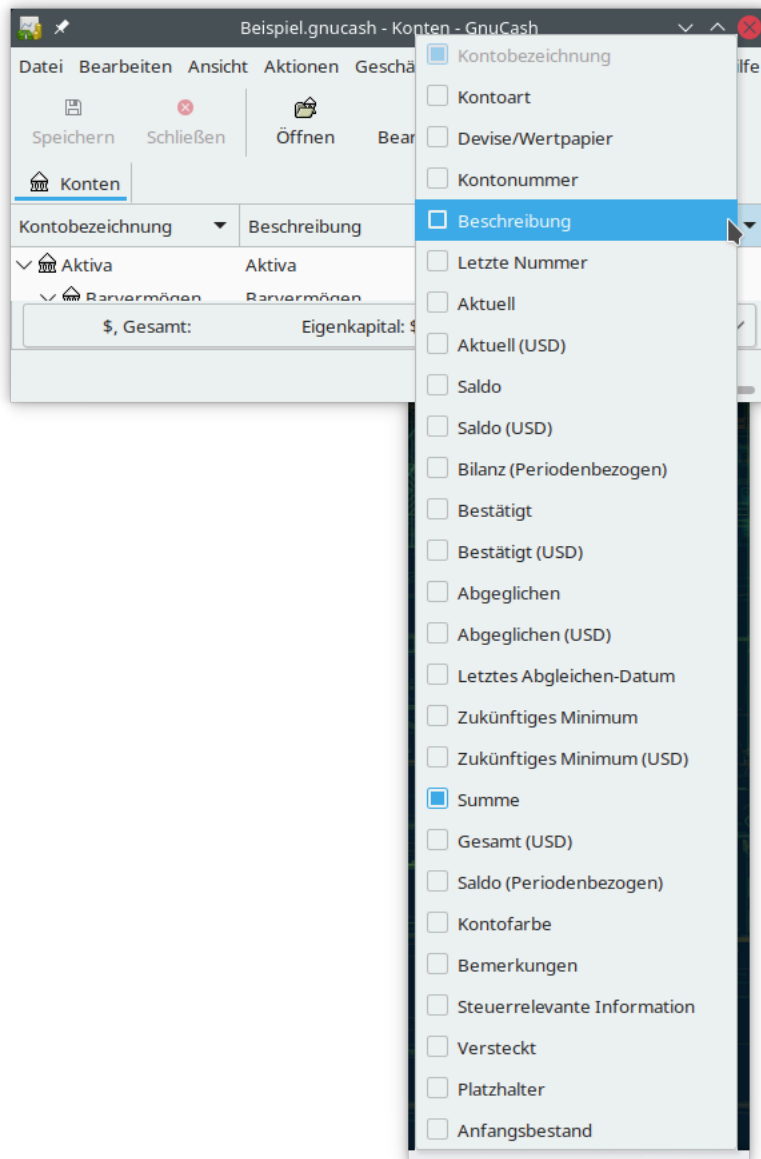 Beispiel.gnucash - Konten - GnuCash
Datei Bearbeiten Ansicht Aktionen Geschä
ilfe
Speichern Schließen Öffnen Bear
Konten
Kontobezeichnung Beschreibung
Aktiva Aktiva
Barvermögen Barvermögen
$, Gesamt: Eigenkapital: $
Kontobezeichnung
Kontoart
Devise/Wertpapier
Kontonummer
Beschreibung
Letzte Nummer
Aktuell
Aktuell (USD)
Saldo
Saldo (USD)
Bilanz (Periodenbezogen)
Bestätigt
Bestätigt (USD)
Abgeglichen
Abgeglichen (USD)
Letztes Abgleichen-Datum
Zukünftiges Minimum
Zukünftiges Minimum (USD)
Summe
Gesamt (USD)
Saldo (Periodenbezogen)
Kontofarbe
Bemerkungen
Steuerrelevante Information
Versteckt
Platzhalter
Anfangsbestand